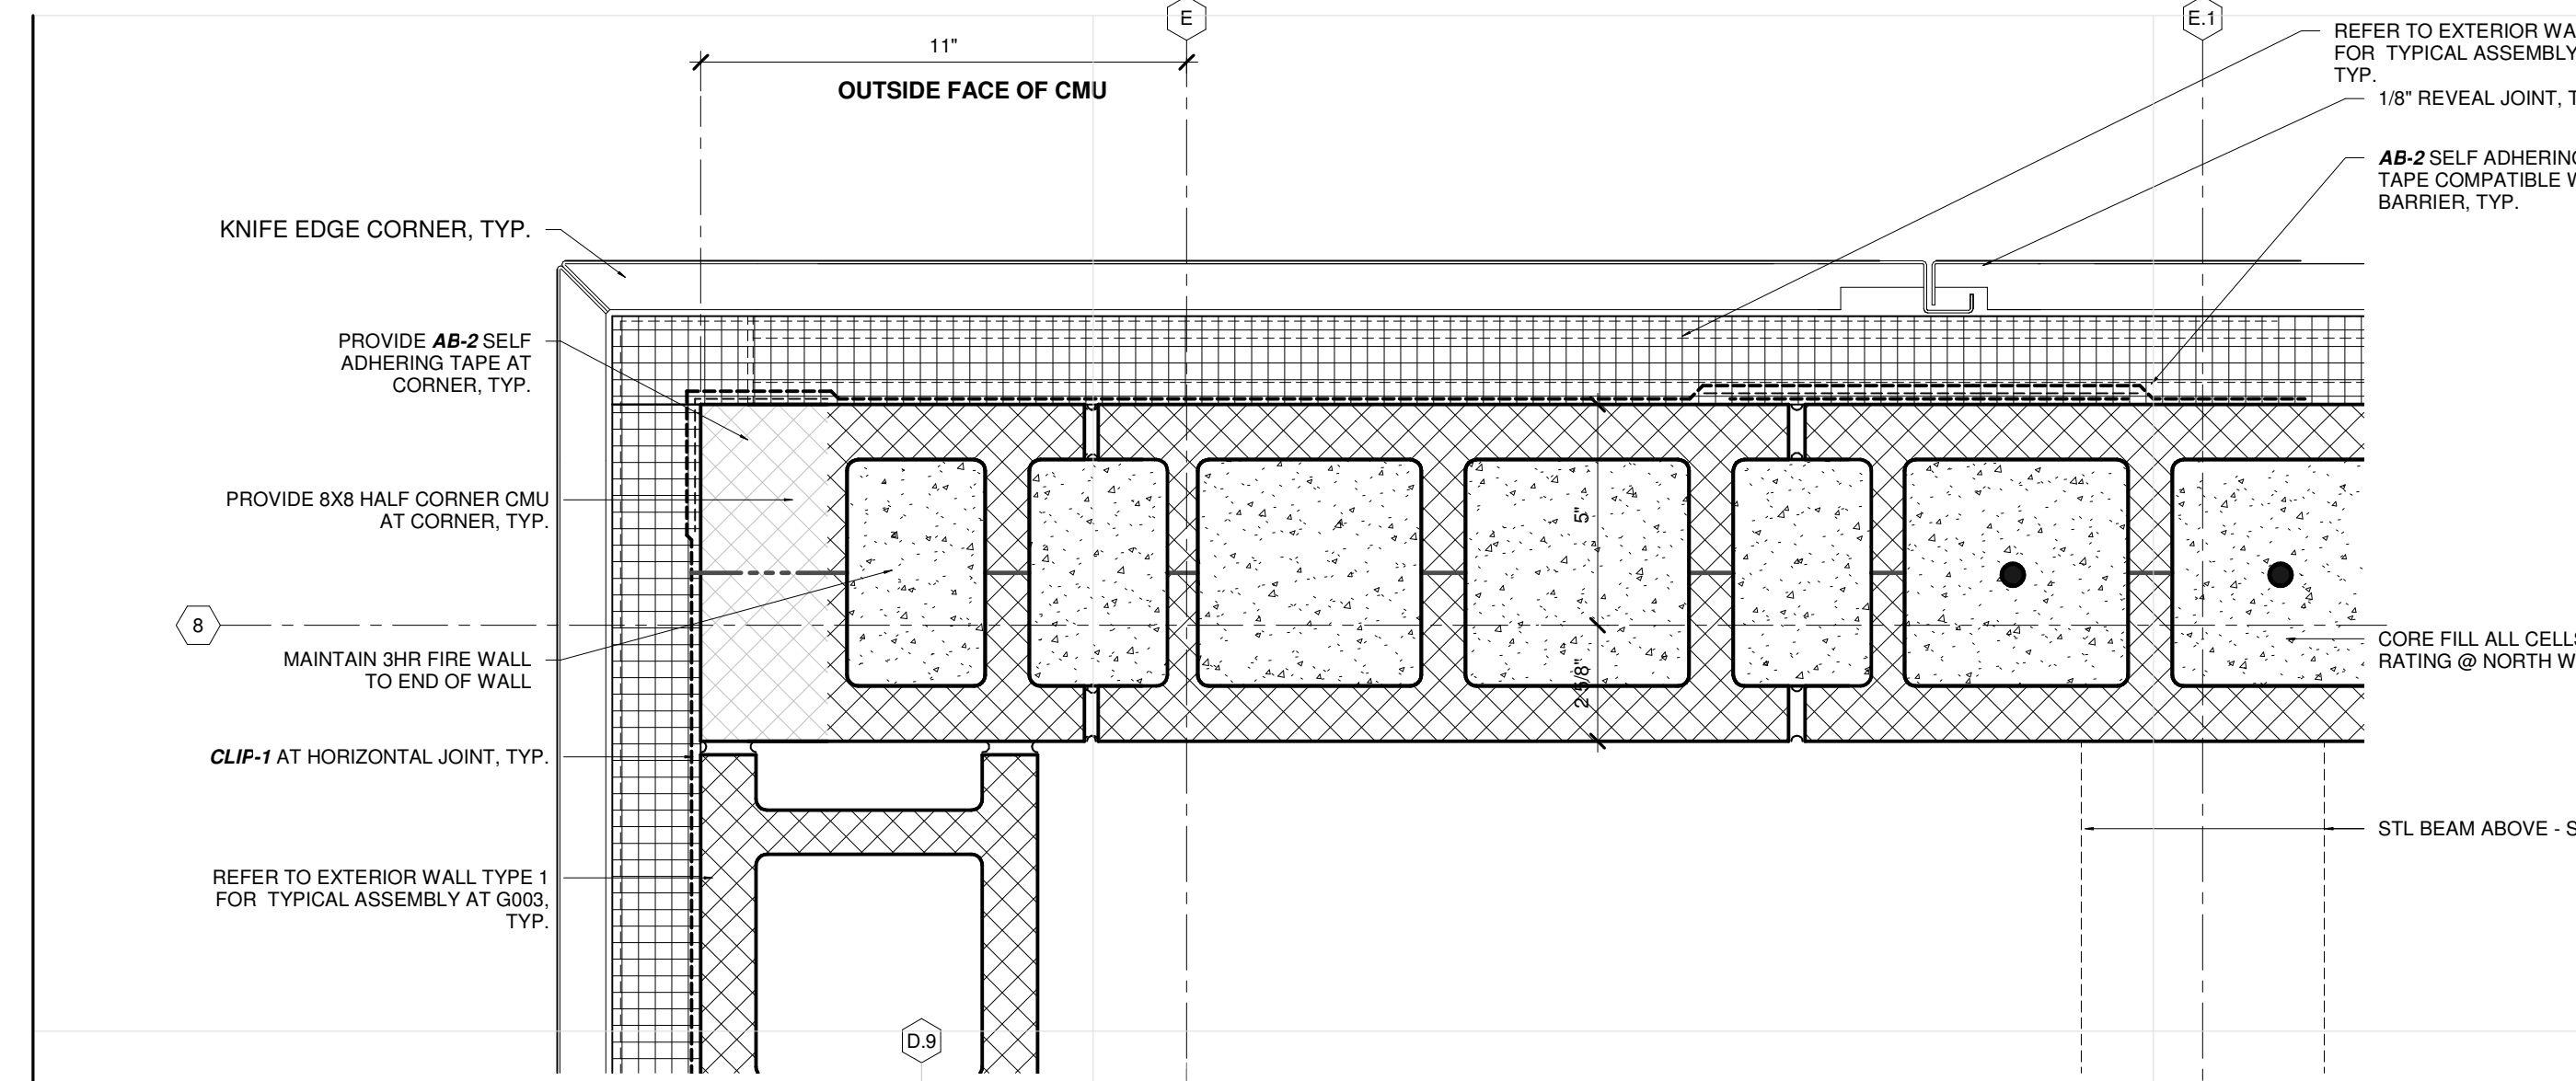 E
E.1
11"
OUTSIDE FACE OF CMU
REFER TO EXTERIOR
FOR TYPICAL ASSEMBLY
TYP.
1/8" REVEAL JOINT,
AB-2 SELF ADHERING
TAPE COMPATIBLE
BARRIER, TYP.
KNIFE EDGE CORNER, TYP.
PROVIDE AB-2 SELF
ADHERING TAPE AT
CORNER, TYP.
PROVIDE 8X8 HALF CORNER CMU
AT CORNER, TYP.
5"
8
2 5/8"
MAINTAIN 3HR FIRE WALL
TO END OF WALL
CORE FILL ALL CELLS
RATING @ NORTH
CLIP-1 AT HORIZONTAL JOINT, TYP.
STL BEAM ABOVE -
REFER TO EXTERIOR WALL TYPE 1
FOR TYPICAL ASSEMBLY AT G003,
TYP.
D.9